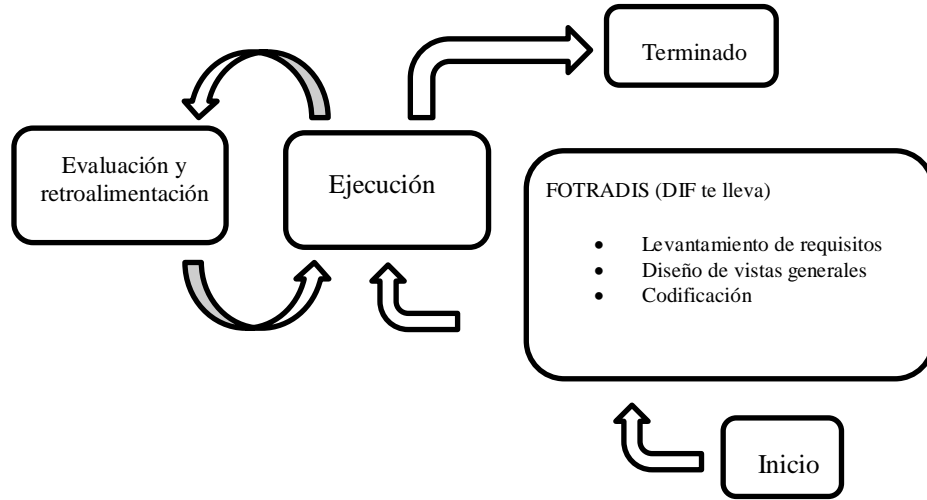 Terminado
Evaluación y
retroalimentación
Ejecución
FOTRADIS (DIF te lleva)
• Levantamiento de requisitos
• Diseño de vistas generales
• Codificación
Inicio